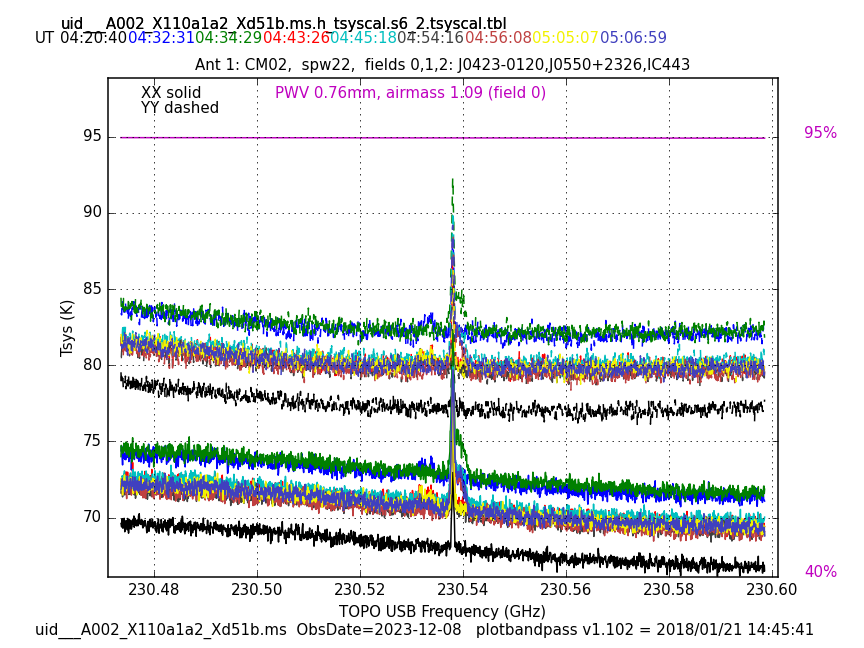 uid___A002_X110a1a2_Xd51b.ms.h_tsyscal.s6_2.tsyscal.tbl
UT 04:20:40 04:32:31 04:34:29 04:43:26 04:45:18 04:54:16 04:56:08 05:05:07 05:06:59
Ant 1: CM02, spw22, fields 0,1,2: J0423-0120,J0550+2326,IC443
XX solid PWV 0.76mm, airmass 1.09 (field 0)
YY dashed
95 95%
90
85
80
75
70
40%
Tsys (K)
230.48 230.50 230.52 230.54 230.56 230.58 230.60
TOPO USB Frequency (GHz)
uid___A002_X110a1a2_Xd51b.ms ObsDate=2023-12-08 plotbandpass v1.102 = 2018/01/21 14:45:41